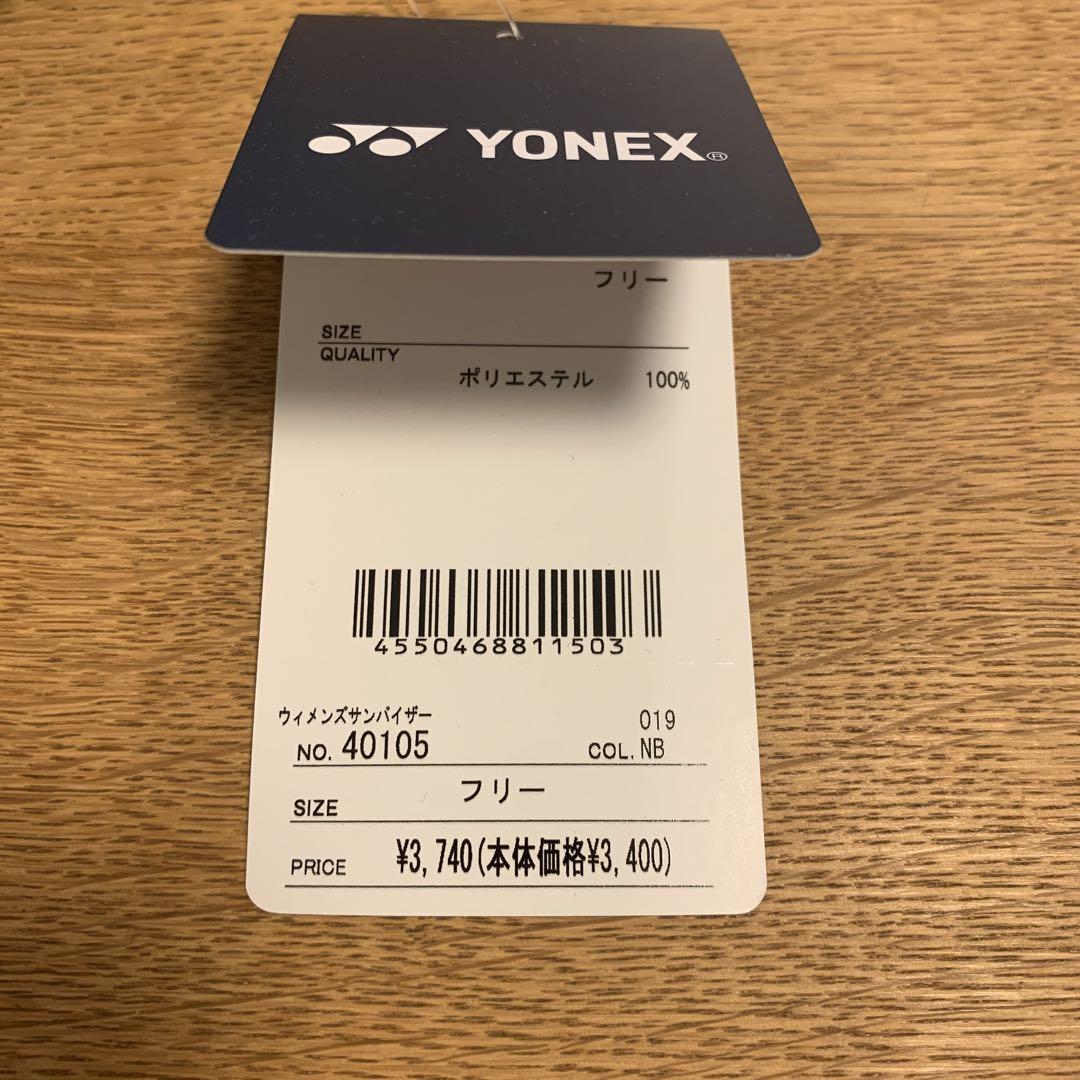 YONEX®
フリー
SIZE
QUALITY
ポリエステル 100%
4550468811503
ウィメンズサンバイザー 019
NO. 40105 COL. NB
フリー
SIZE
PRICE ¥3,740(本体価格¥3,400)